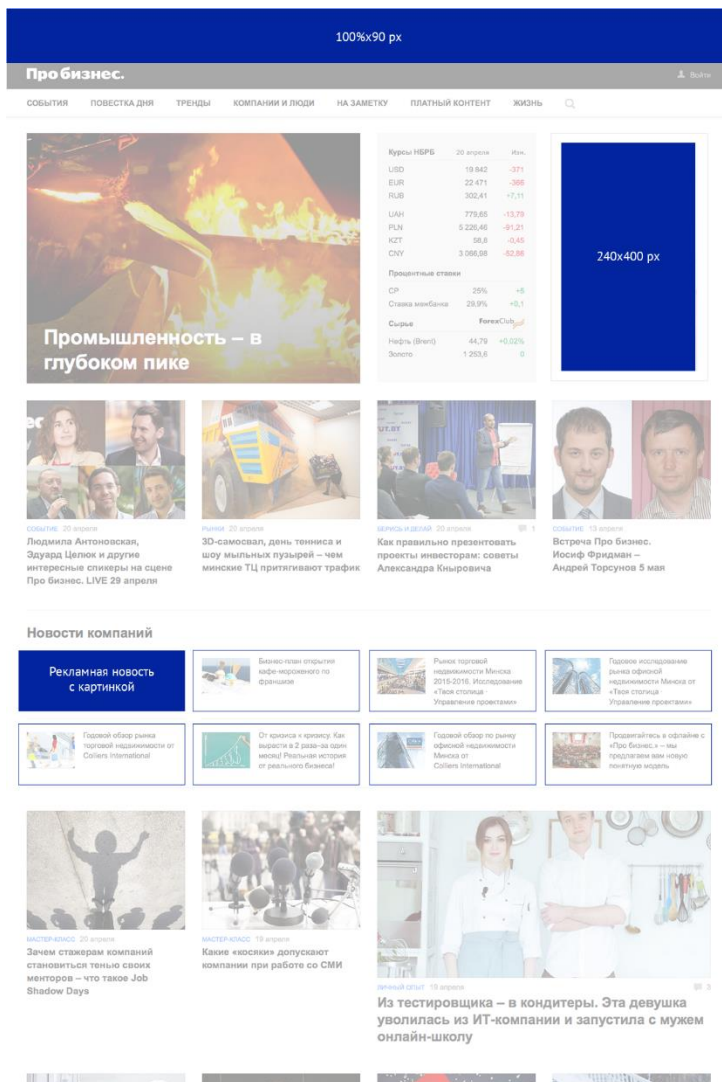 100%x90 px
Про бизнес.
Войти
СОБЫТИЯ ПОВЕСТКА ДНЯ ТРЕНДЫ КОМПАНИИ И ЛЮДИ НА ЗАМЕТКУ ПЛАТНЫЙ КОНТЕНТ ЖИЗНЬ
Курсы НБРБ 20 апреля Изм.
USD 19 842 -371
EUR 22 471 -366
RUB 302,41 +7,11
UAH 779,65 -13,79
PLN 5 226,46 -91,21
KZT 58,8 -0,45
CNY 3 066,98 -52,86
Процентные ставки
СР 25% +5
Ставка межбанка 29,9% +0,1
Сырье ForexClub
Нефть (Brent) 44,79 +0,02%
Золото 1 253,6 0
240x400 px
Промышленность – в
глубоком пике
СОБЫТИЕ 20 апреля
Людмила Антоновская,
Эдуард Целюк и другие
интересные спикеры на сцене
Про бизнес. LIVE 29 апреля
РЫНКИ 20 апреля
3D-самосвал, день тенниса и
шоу мыльных пузырей – чем
минские ТЦ притягивают трафик
БЕРИСЬ И ДЕЛАЙ 20 апреля 1
Как правильно презентовать
проекты инвесторам: советы
Александра Кныровича
СОБЫТИЕ 13 апреля
Встреча Про бизнес.
Иосиф Фридман –
Андрей Торсунов 5 мая
Новости компаний
Рекламная новость
с картинкой
Бизнес-план открытия
кафе-мороженого по
франшизе
Рынок торговой
недвижимости Минска
2015-2016. Исследование
«Твоя столица -
Управление проектами»
Годовое исследование
рынка офисной
недвижимости Минска от
«Твоя столица -
Управление проектами»
Годовой обзор рынка
торговой недвижимости от
Colliers International
От кризиса к кризису. Как
вырасти в 2 раза-за один
месяц! Реальная история
от реального бизнеса!
Годовой обзор по рынку
офисной недвижимости
Минска от
Colliers International
Продвигайтесь в офлайне с
«Про бизнес.» – мы
предлагаем вам новую
понятную модель
МАСТЕР-КЛАСС 20 апреля
Зачем стажерам компаний
становиться тенью своих
менторов – что такое Job
Shadow Days
МАСТЕР-КЛАСС 19 апреля
Какие «косяки» допускают
компании при работе со СМИ
ЛИЧНЫЙ ОПЫТ 19 апреля 3
Из тестировщика – в кондитеры. Эта девушка
уволилась из ИТ-компании и запустила с мужем
онлайн-школу